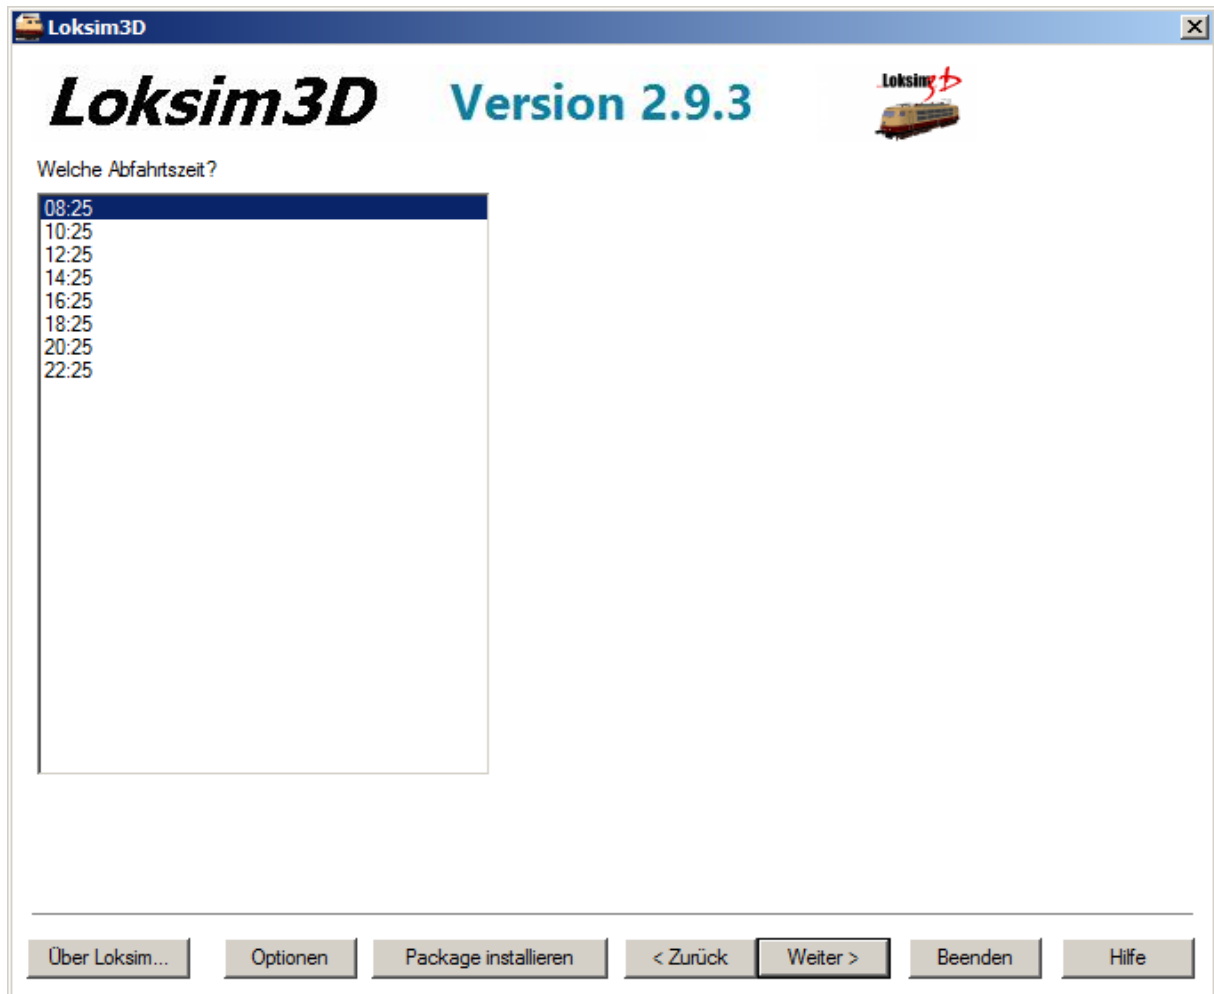 Loksim3D
Loksim3D Version 2.9.3 Loksim3D
Welche Abfahrtszeit?
08:25
10:25
12:25
14:25
16:25
18:25
20:25
22:25
Über Loksim... Optionen Package installieren < Zurück Weiter > Beenden Hilfe